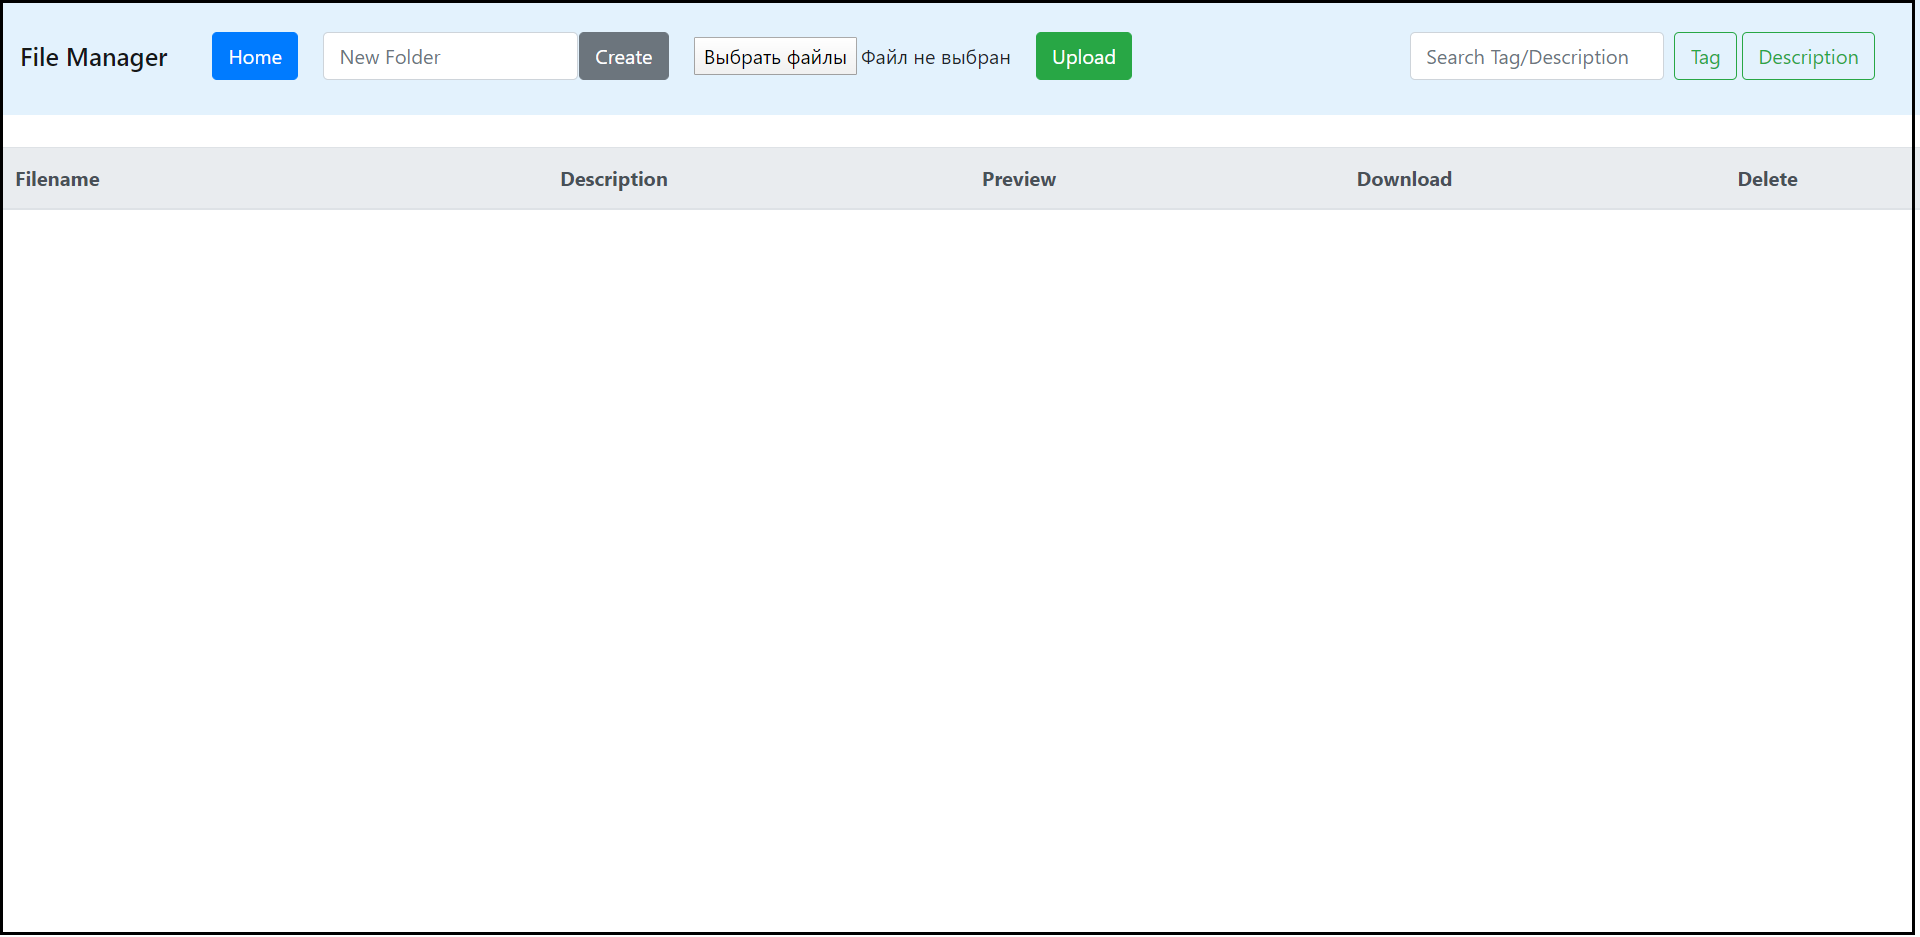 File Manager Home New Folder Create Выбрать файлы Файл не выбран Upload Search Tag/Description Tag Description
Filename Description Preview Download Delete